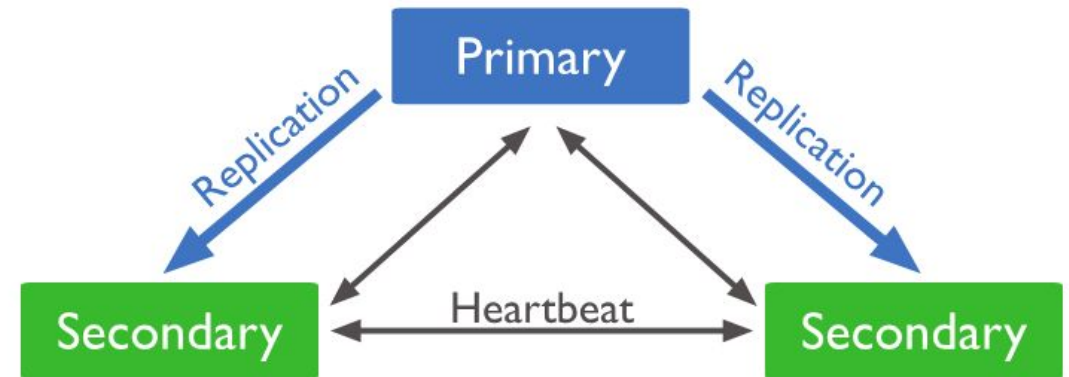 Primary
Replication
Replication
Heartbeat
Secondary
Secondary